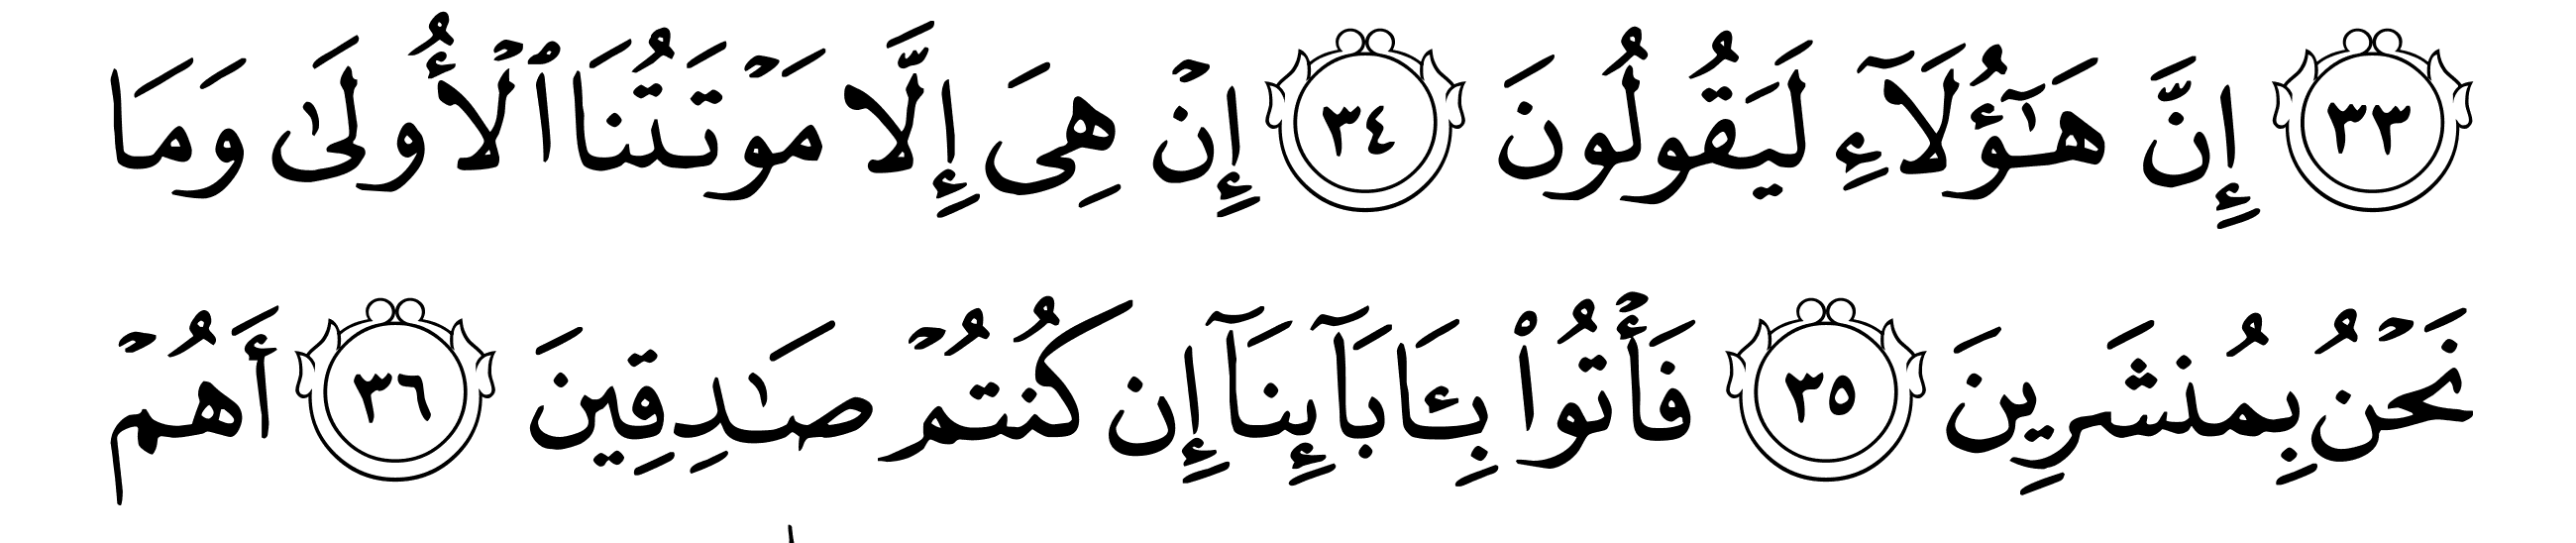 ٣٣ إِنَّ هَـٰٓؤُلَآءِ لَيَقُولُونَ ٣٤ إِنۡ هِىَ إِلَّا مَوۡتَتُنَا ٱلۡأُولَىٰ وَمَا
نَحۡنُ بِمُنشَرِينَ ٣٥ فَأۡتُواْ بِـَٔابَآئِنَآ إِن كُنتُمۡ صَـٰدِقِينَ ٣٦ أَهُمۡ